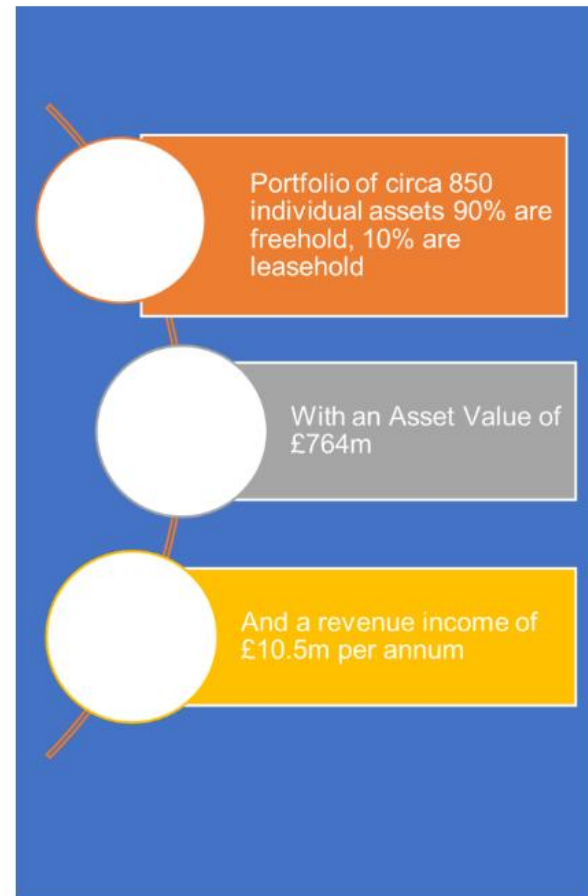 Portfolio of circa 850
individual assets 90% are
freehold, 10% are
leasehold
With an Asset Value of
£764m
And a revenue income of
£10.5m per annum